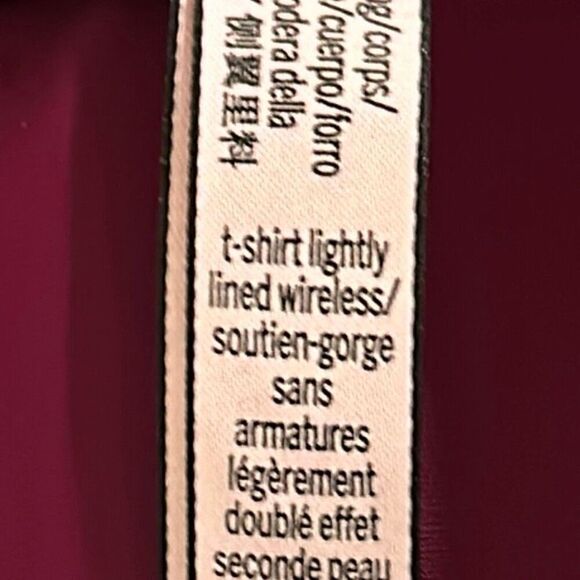 ng/corps/
/cuerpo/forro
odera della
侧翼里料
t-shirt lightly
lined wireless/
soutien-gorge
sans
armatures
légèrement
doublé effet
seconde peau